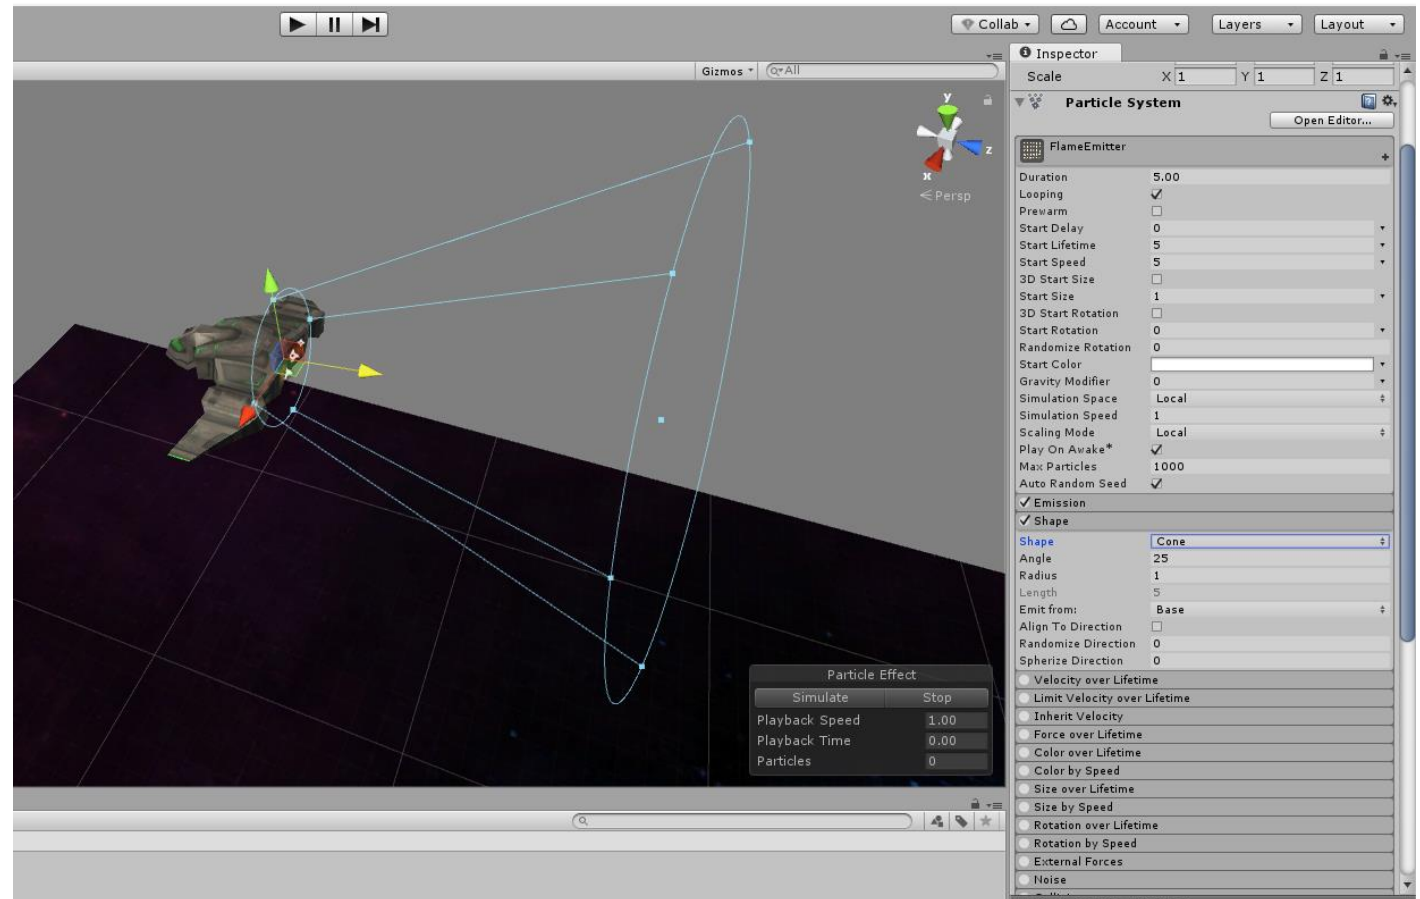 Collab
Account
Layers
Layout
Inspector
Gizmos
All
Scale X 1 Y 1 Z 1
Particle System
Open Editor...
FlameEmitter
Duration 5.00
Looping
Prewarm
Start Delay 0
Start Lifetime 5
Start Speed 5
3D Start Size
Start Size 1
3D Start Rotation
Start Rotation 0
Randomize Rotation 0
Start Color
Gravity Modifier 0
Simulation Space Local
Simulation Speed 1
Scaling Mode Local
Play On Awake*
Max Particles 1000
Auto Random Seed
Emission
Shape
Shape Cone
Angle 25
Radius 1
Length 5
Emit from: Base
Align To Direction
Randomize Direction 0
Spherize Direction 0
Velocity over Lifetime
Limit Velocity over Lifetime
Inherit Velocity
Force over Lifetime
Color over Lifetime
Color by Speed
Size over Lifetime
Size by Speed
Rotation over Lifetime
Rotation by Speed
External Forces
Noise
y
z
x
Persp
Particle Effect
Simulate Stop
Playback Speed 1.00
Playback Time 0.00
Particles 0